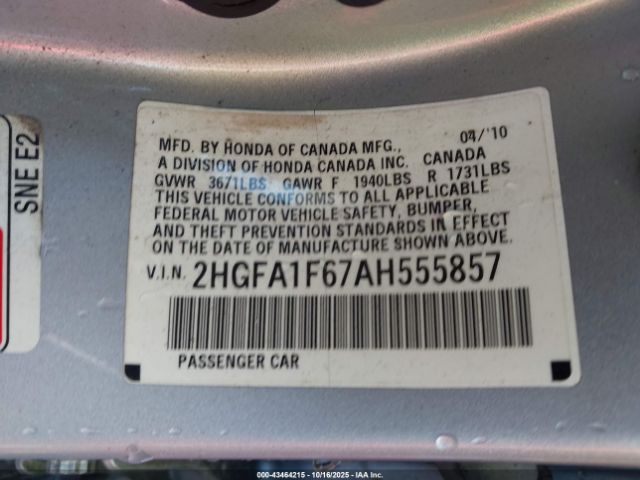 SNE E2
MFD. BY HONDA OF CANADA MFG., 04/'10
A DIVISION OF HONDA CANADA INC. CANADA
GVWR 3671LBS GAWR F 1940LBS R 1731LBS
THIS VEHICLE CONFORMS TO ALL APPLICABLE
FEDERAL MOTOR VEHICLE SAFETY, BUMPER,
AND THEFT PREVENTION STANDARDS IN EFFECT
ON THE DATE OF MANUFACTURE SHOWN ABOVE.
V.I.N. 2HGFA1F67AH555857
PASSENGER CAR
000-43464215 - 10/16/2025 - IAA Inc.